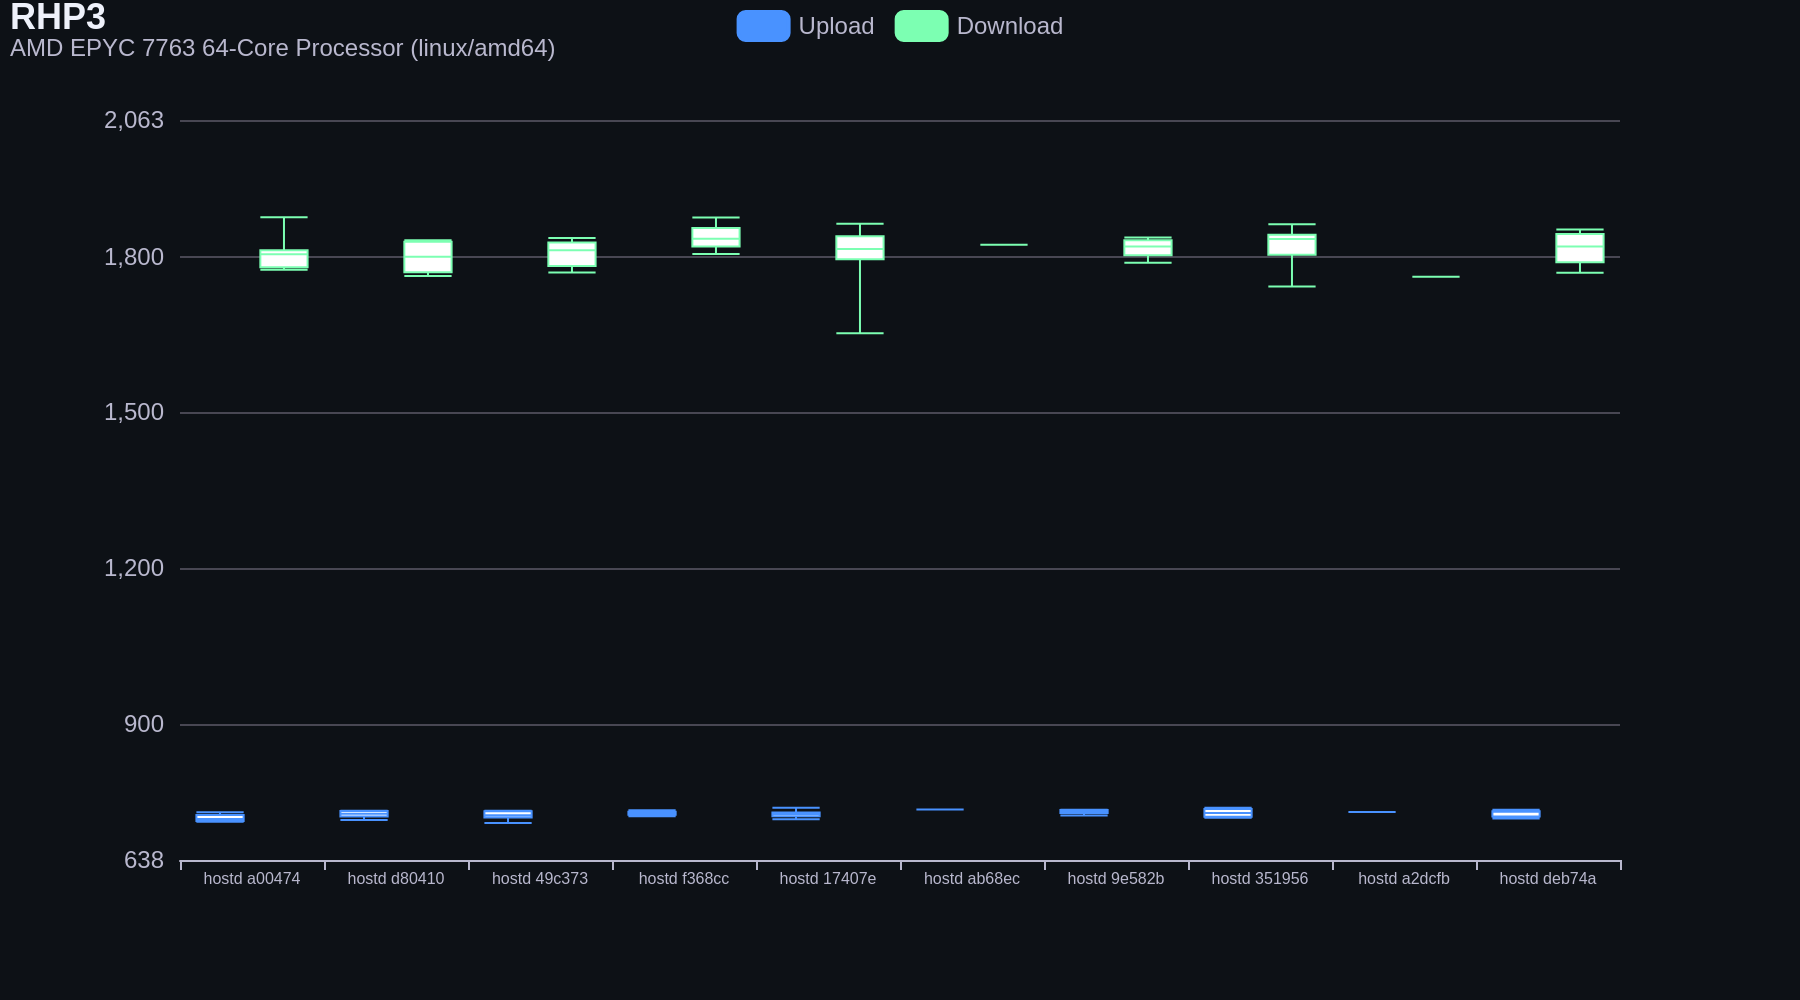 RHP3
AMD EPYC 7763 64-Core Processor (linux/amd64)
Upload
Download
2,063
1,800
1,500
1,200
900
638
hostd a00474
hostd d80410
hostd 49c373
hostd f368cc
hostd 17407e
hostd ab68ec
hostd 9e582b
hostd 351956
hostd a2dcfb
hostd deb74a